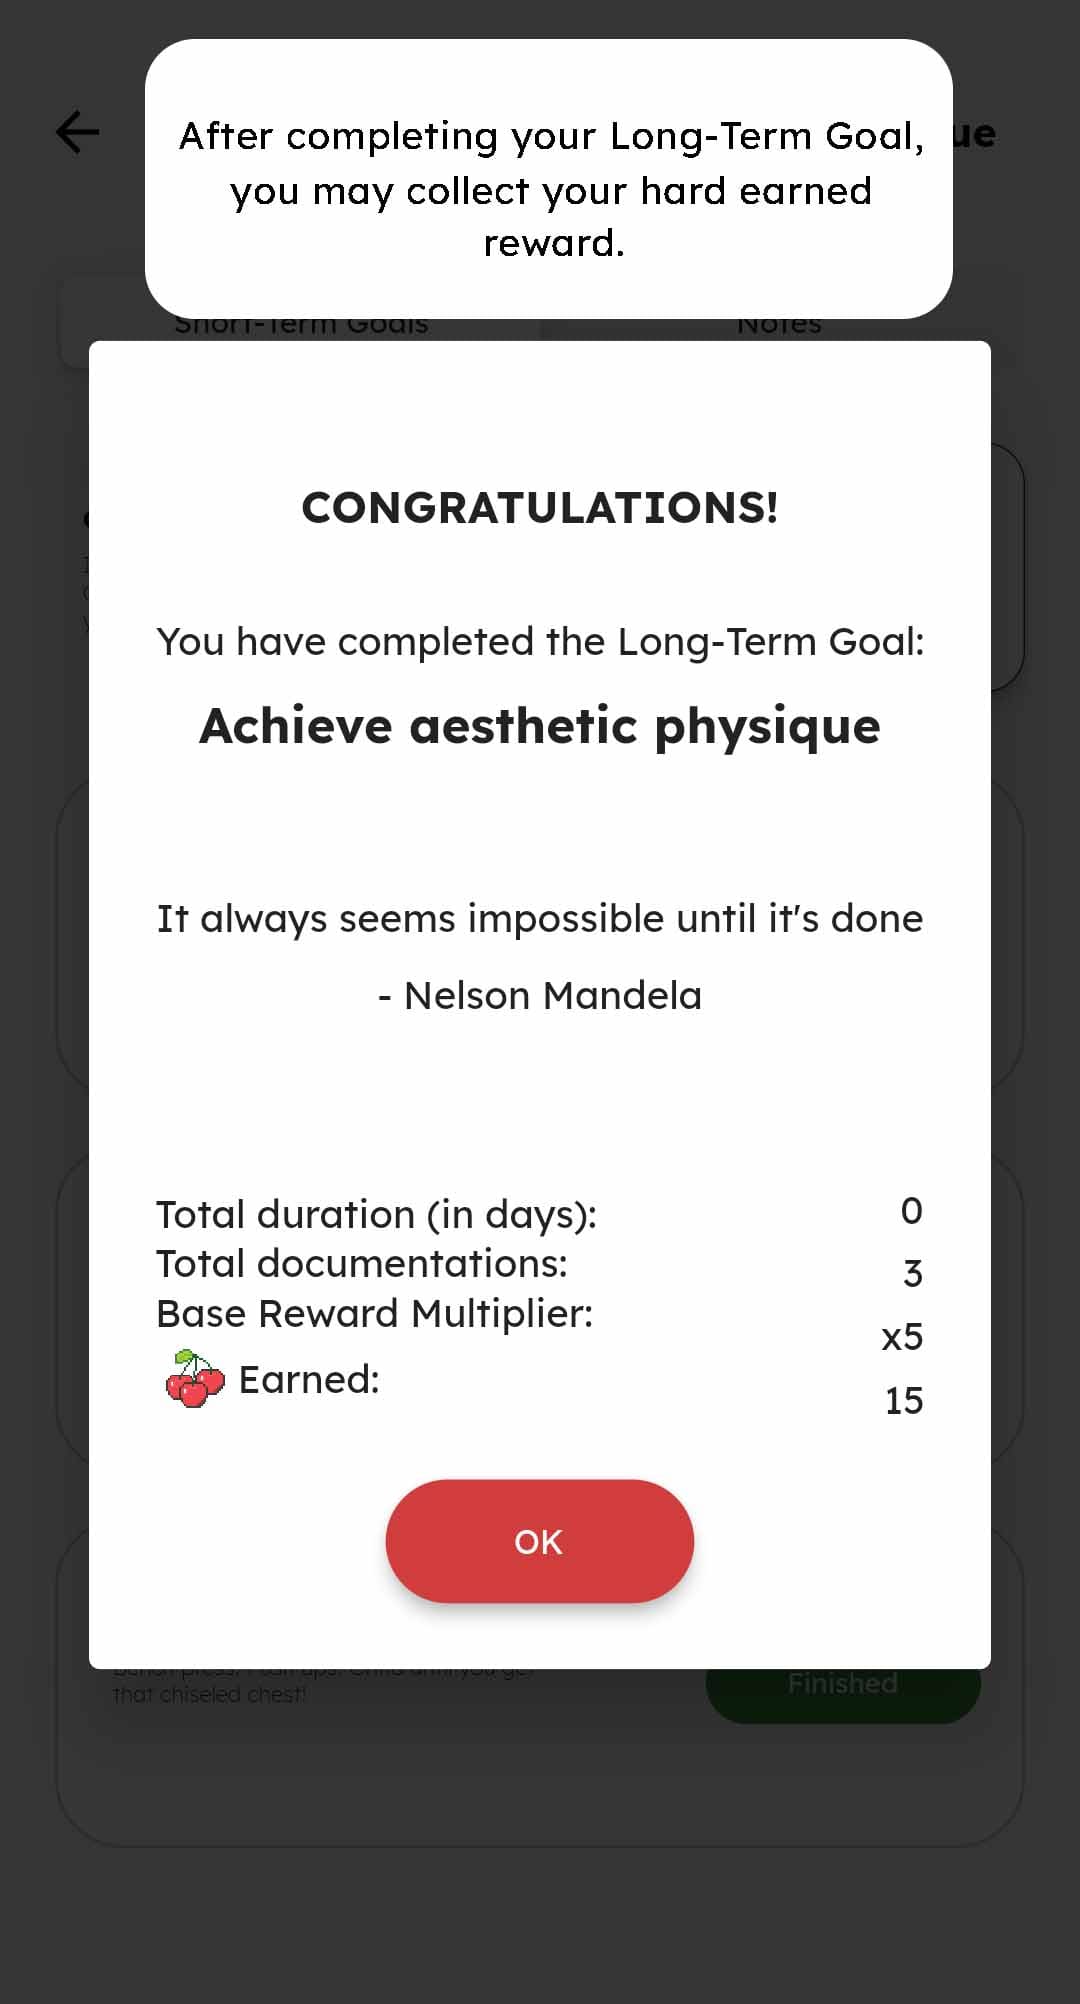 After completing your Long-Term Goal,
you may collect your hard earned
reward.
ue
Short-Term Goals
Notes
CONGRATULATIONS!
You have completed the Long-Term Goal:
Achieve aesthetic physique
It always seems impossible until it's done
- Nelson Mandela
Total duration (in days): 0
Total documentations: 3
Base Reward Multiplier: x5
Earned: 15
OK
that chiseled chest!
Finished